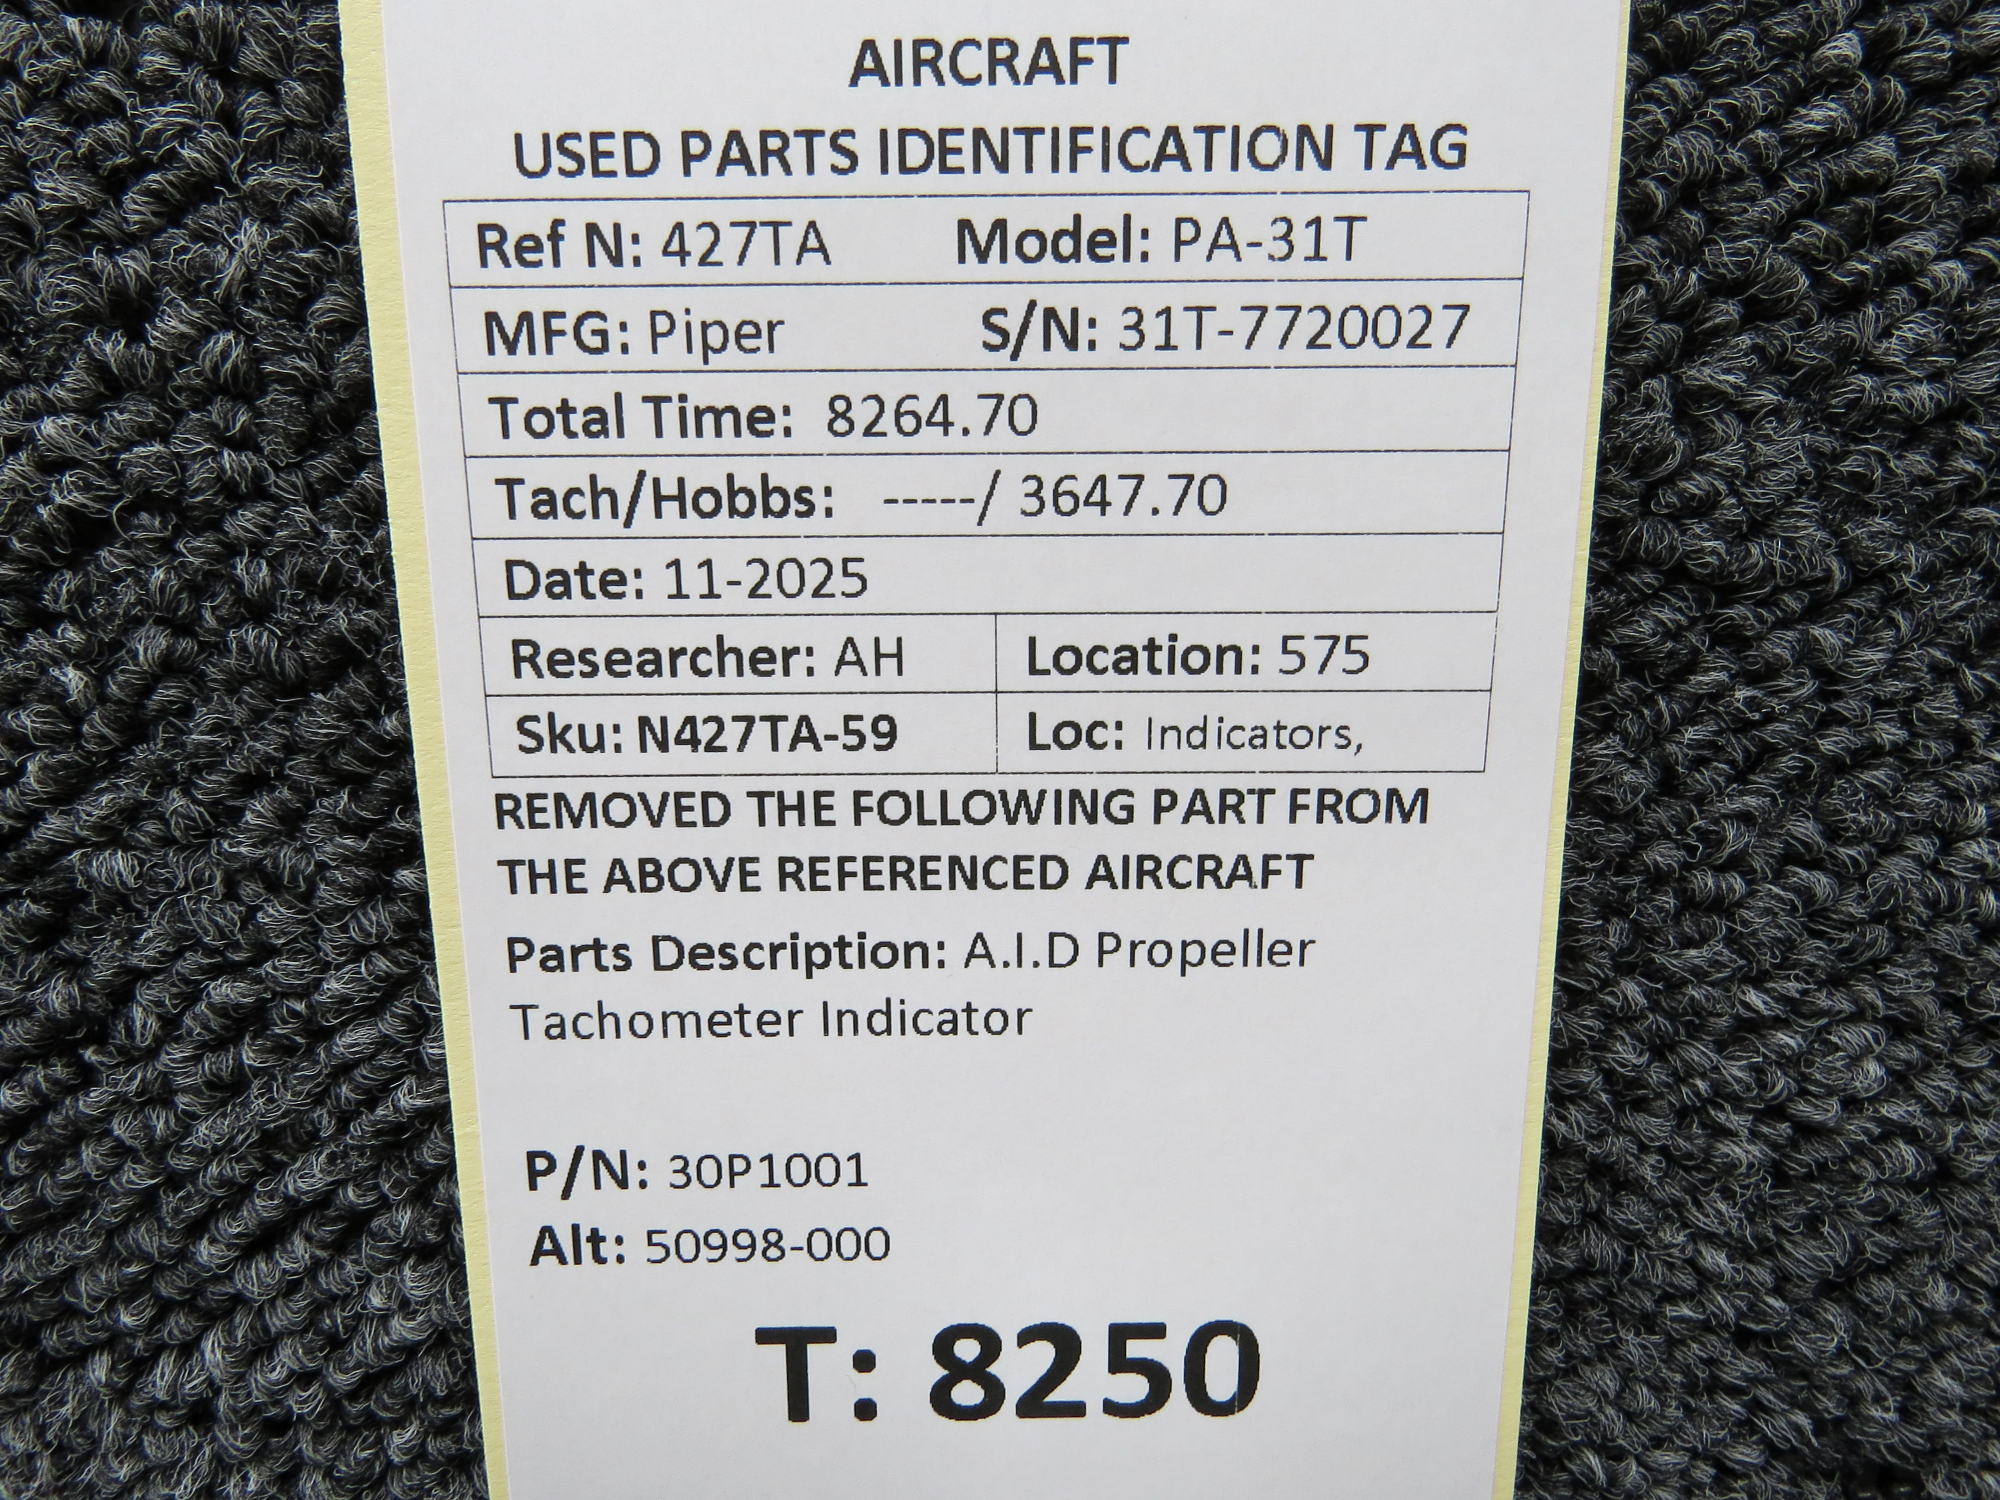 AIRCRAFT
USED PARTS IDENTIFICATION TAG
Ref N: 427TA Model: PA-31T
MFG: Piper S/N: 31T-7720027
Total Time: 8264.70
Tach/Hobbs: -----/ 3647.70
Date: 11-2025
Researcher: AH Location: 575
Sku: N427TA-59 Loc: Indicators,
REMOVED THE FOLLOWING PART FROM
THE ABOVE REFERENCED AIRCRAFT
Parts Description: A.I.D Propeller
Tachometer Indicator
P/N: 30P1001
Alt: 50998-000
T: 8250